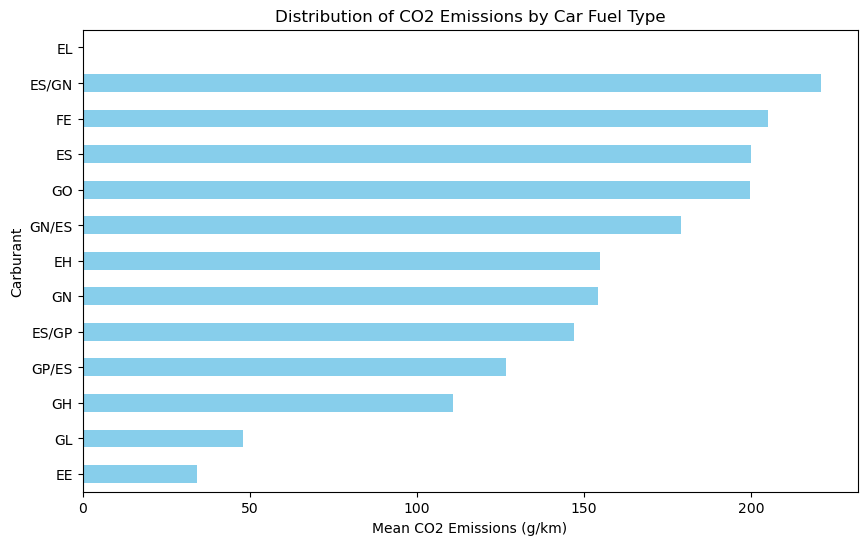 Distribution of CO2 Emissions by Car Fuel Type
EL
ES/GN
FE
ES
GO
GN/ES
EH
GN
ES/GP
GP/ES
GH
GL
EE
Carburant
0 50 100 150 200
Mean CO2 Emissions (g/km)